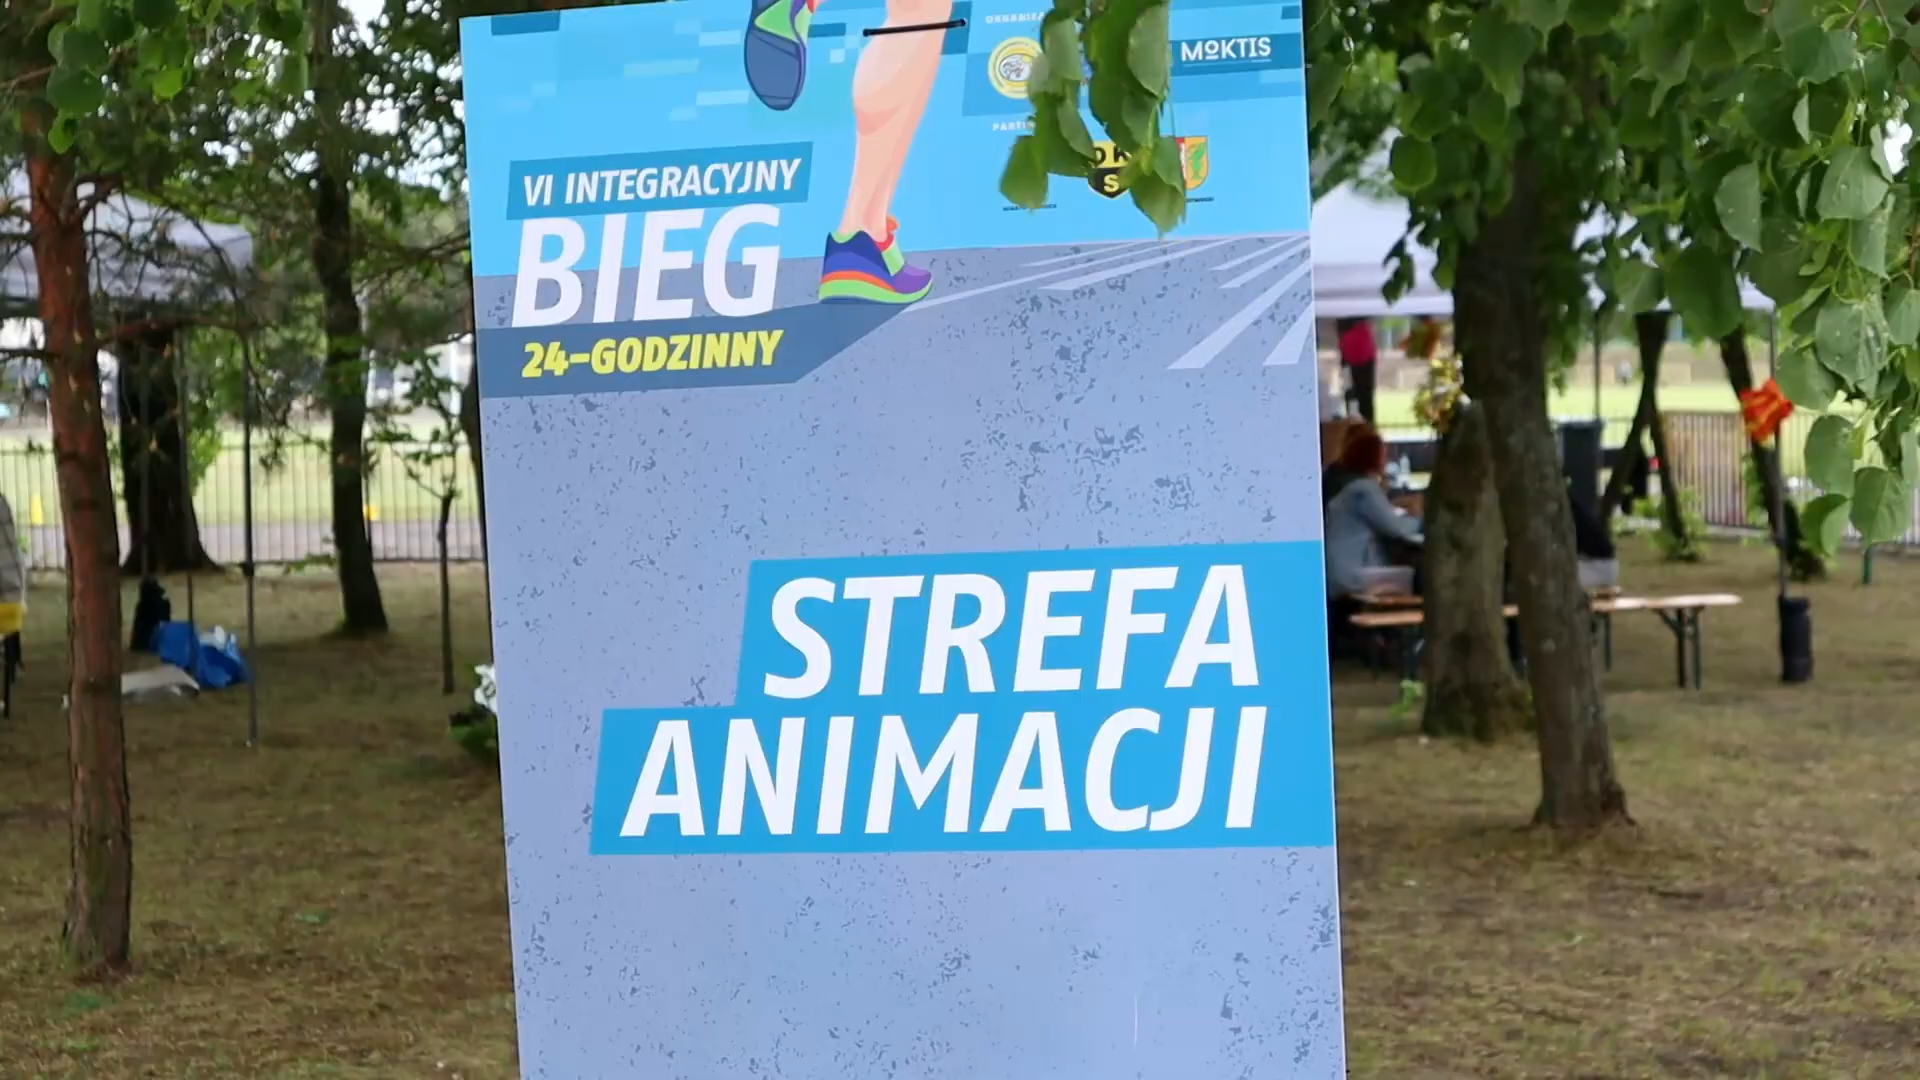 MOKTIS
VI INTEGRACYJNY
BIEG
24-GODZINNY
STREFA
ANIMACJI